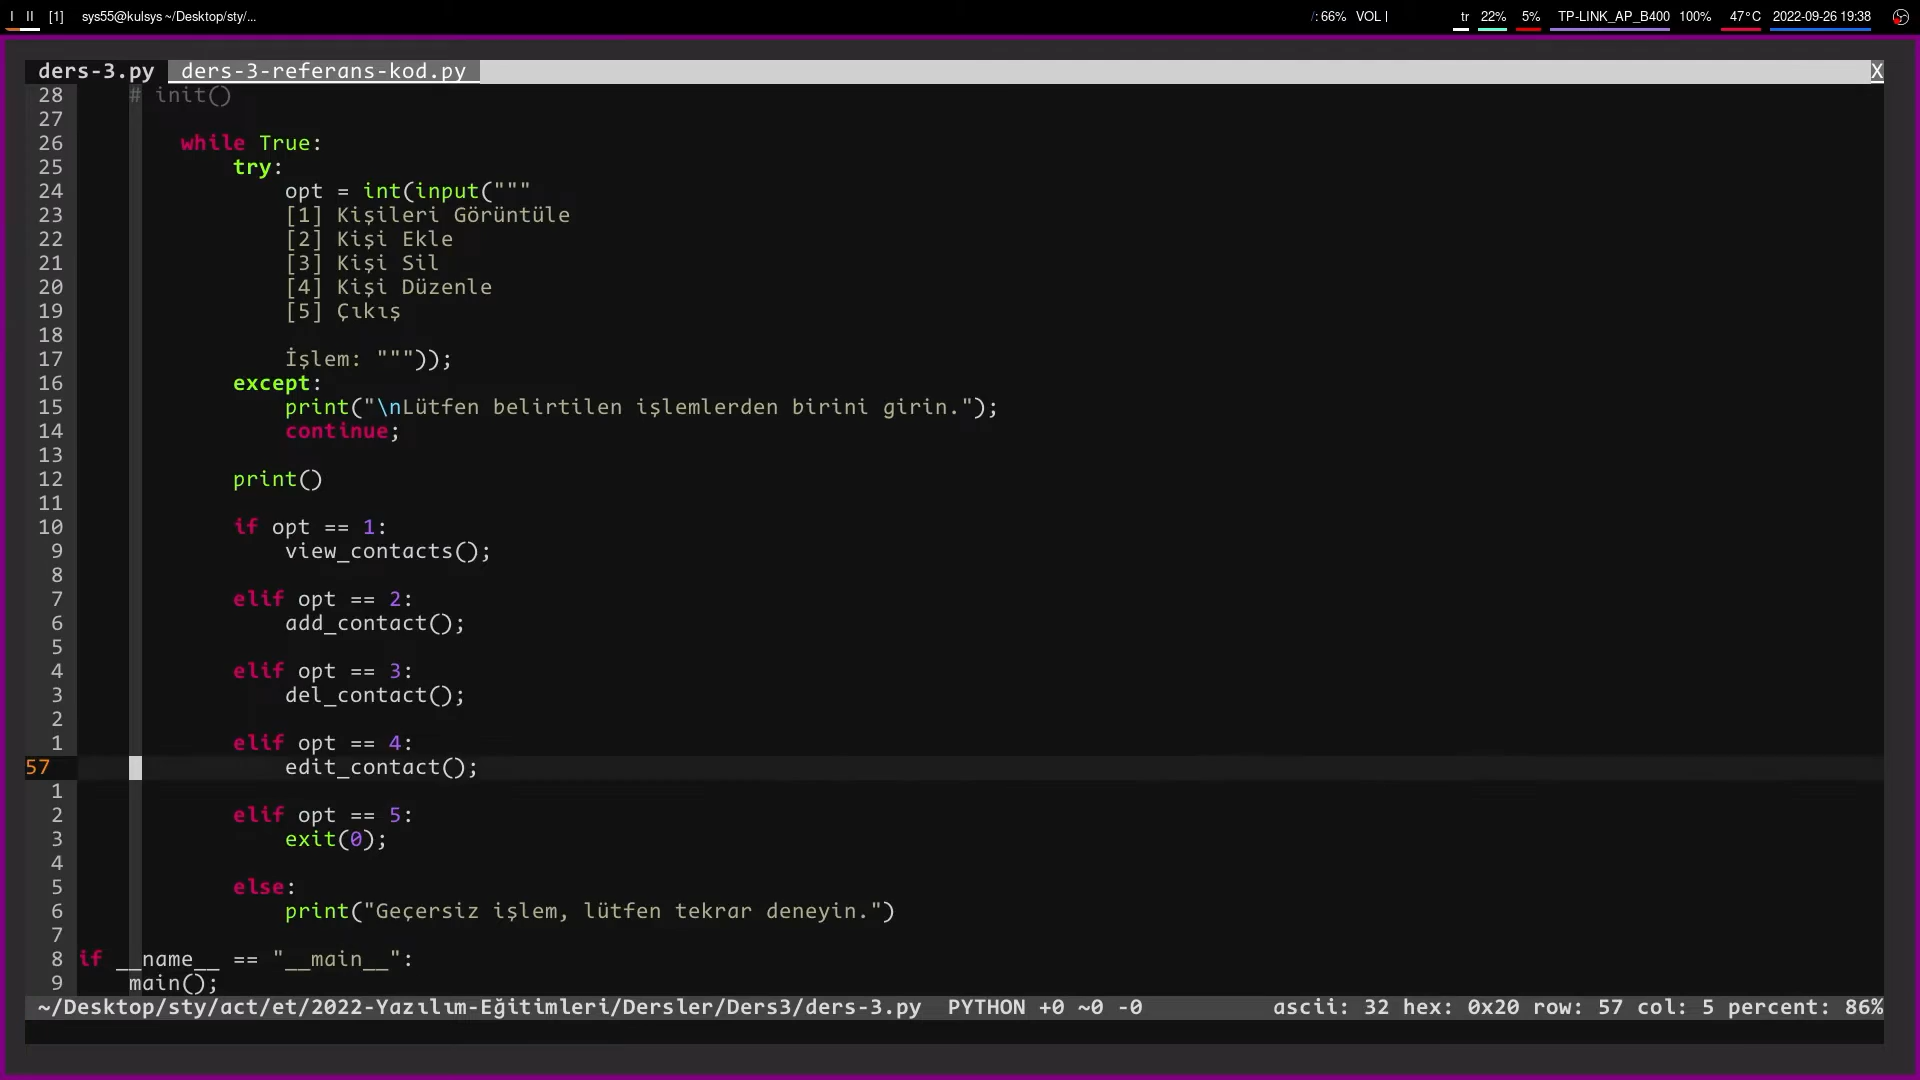 I II [1] sys55@kulsys ~/Desktop/sty/... /: 66% VOL | tr 22% 5% TP-LINK_AP_B400 100% 47°C 2022-09-26 19:38
ders-3.py ders-3-referans-kod.py X
28 # init()
27
26 while True:
25 try:
24 opt = int(input("""
23 [1] Kişileri Görüntüle
22 [2] Kişi Ekle
21 [3] Kişi Sil
20 [4] Kişi Düzenle
19 [5] Çıkış
18
17 İşlem: """));
16 except:
15 print("\nLütfen belirtilen işlemlerden birini girin.");
14 continue;
13
12 print()
11
10 if opt == 1:
9 view_contacts();
8
7 elif opt == 2:
6 add_contact();
5
4 elif opt == 3:
3 del_contact();
2
1 elif opt == 4:
57 edit_contact();
1
2 elif opt == 5:
3 exit(0);
4
5 else:
6 print("Geçersiz işlem, lütfen tekrar deneyin.")
7
8 if __name__ == "__main__":
9 main();
~/Desktop/sty/act/et/2022-Yazılım-Eğitimleri/Dersler/Ders3/ders-3.py PYTHON +0 ~0 -0 ascii: 32 hex: 0x20 row: 57 col: 5 percent: 86%